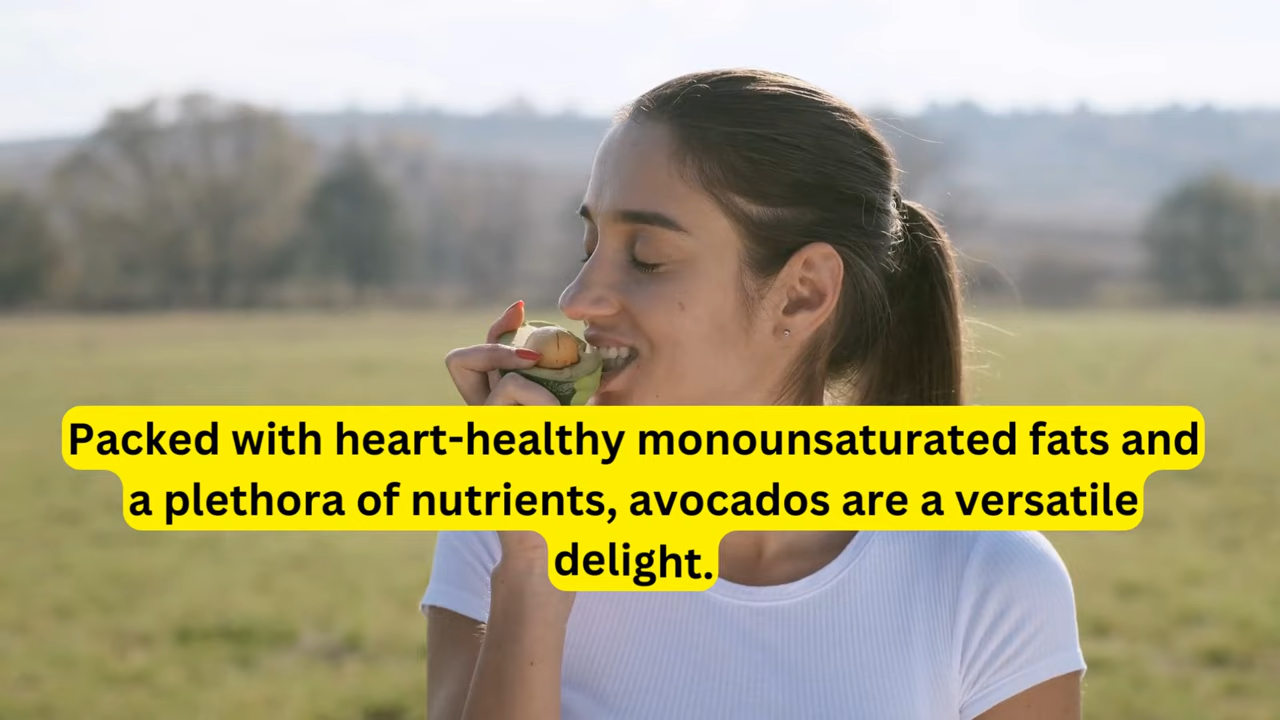 Packed with heart-healthy monounsaturated fats and
a plethora of nutrients, avocados are a versatile
delight.